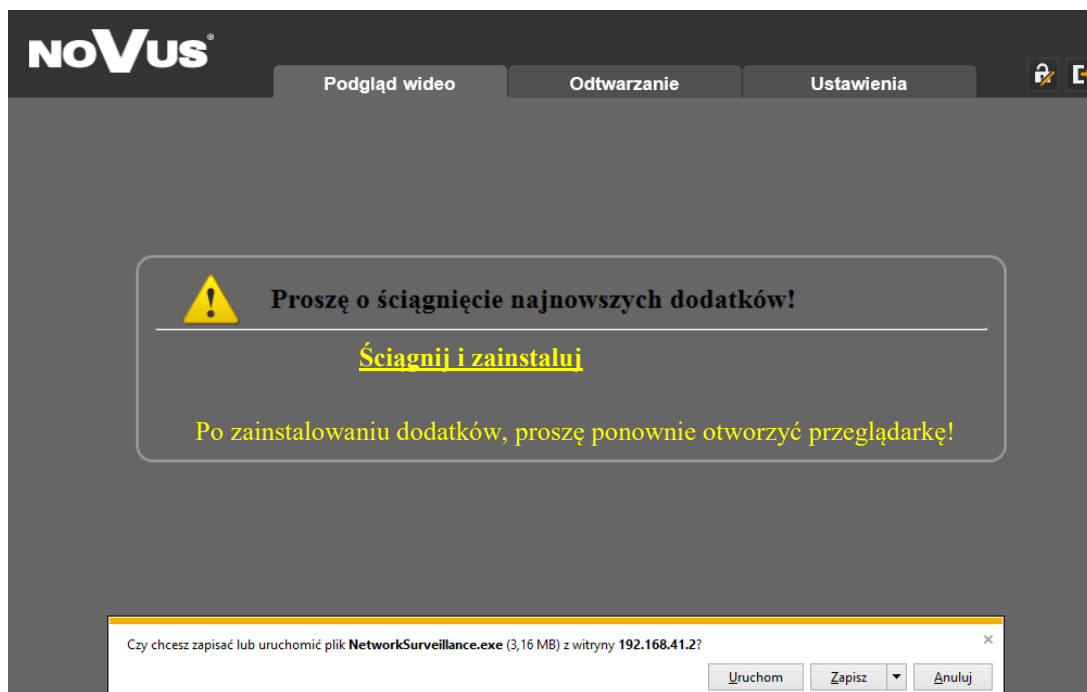 NOVUS®
Podgląd wideo Odtwarzanie Ustawienia
Proszę o ściągnięcie najnowszych dodatków!
Ściągnij i zainstaluj
Po zainstalowaniu dodatków, proszę ponownie otworzyć przeglądarkę!
Czy chcesz zapisać lub uruchomić plik NetworkSurveillance.exe (3,16 MB) z witryny 192.168.41.2?
Uruchom Zapisz Anuluj